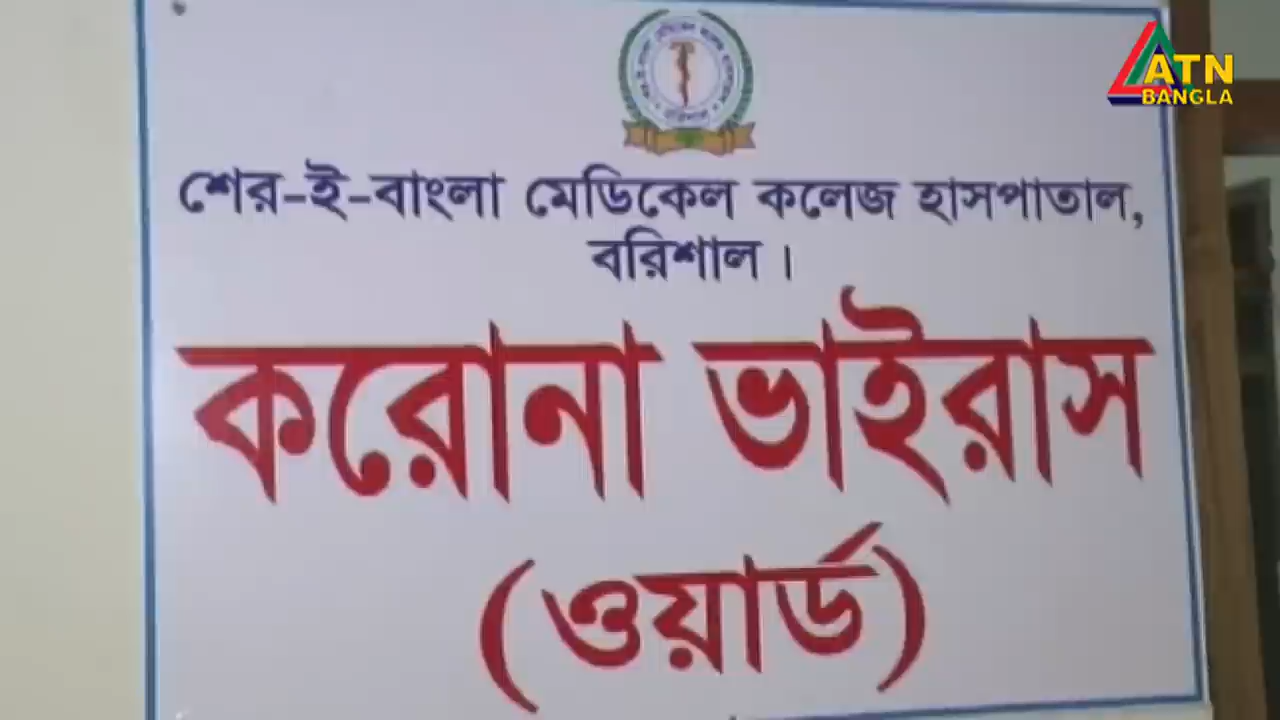 ATN
BANGLA
শের-ই-বাংলা মেডিকেল কলেজ হাসপাতাল,
বরিশাল।
করোনা ভাইরাস
(ওয়ার্ড)